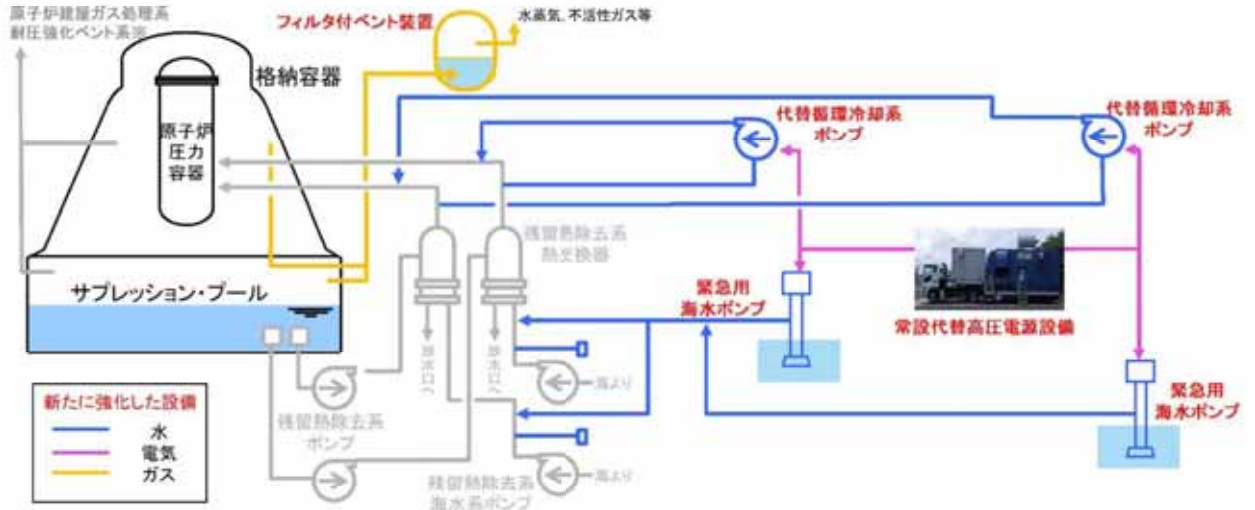 原子炉建屋ガス処理系
耐圧強化ベント系※
フィルタ付ベント装置
水蒸気、不活性ガス等
格納容器
原子炉
圧力
容器
代替循環冷却系
ポンプ
代替循環冷却系
ポンプ
残留熱除去系
熱交換器
サプレッション・プール
緊急用
海水ポンプ
常設代替高圧電源設備
放水口へ
放水口へ
海より
緊急用
海水ポンプ
新たに強化した設備
水
電気
ガス
残留熱除去系
ポンプ
残留熱除去系
海水系ポンプ
海より